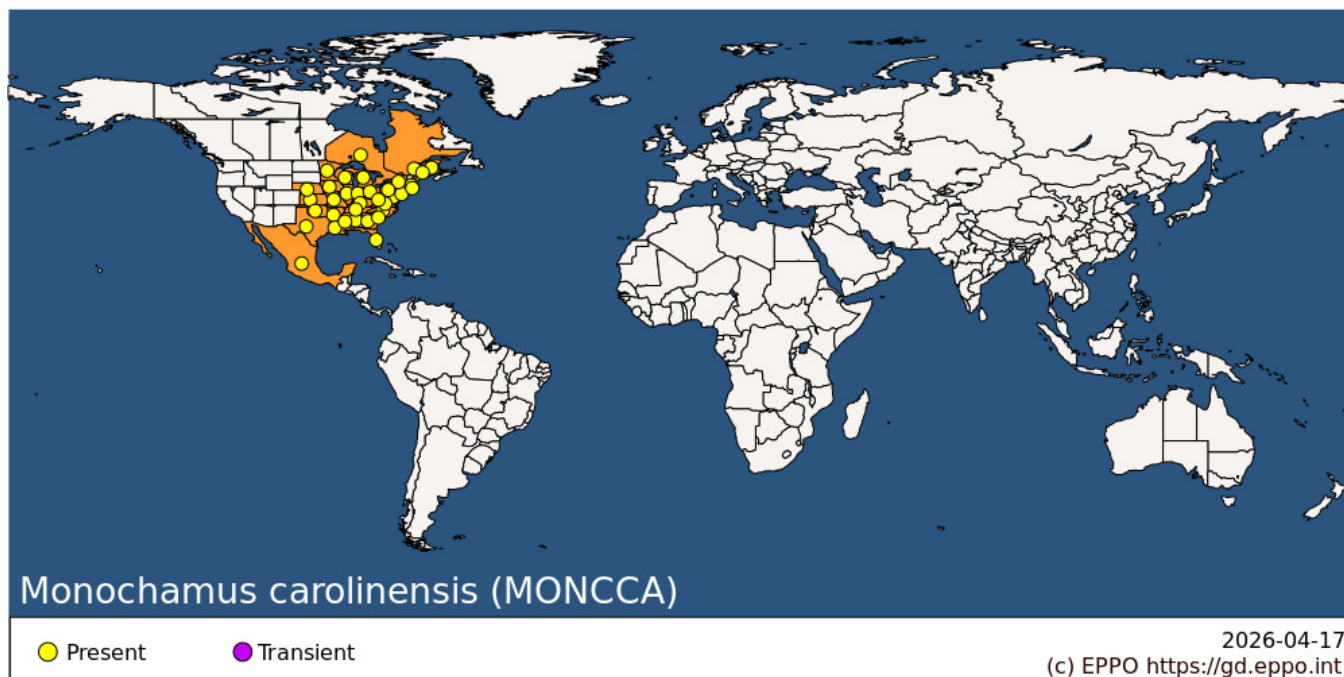 Monochamus carolinensis (MONCCA)
Present
Transient
2026-04-17
(c) EPPO https://gd.eppo.int